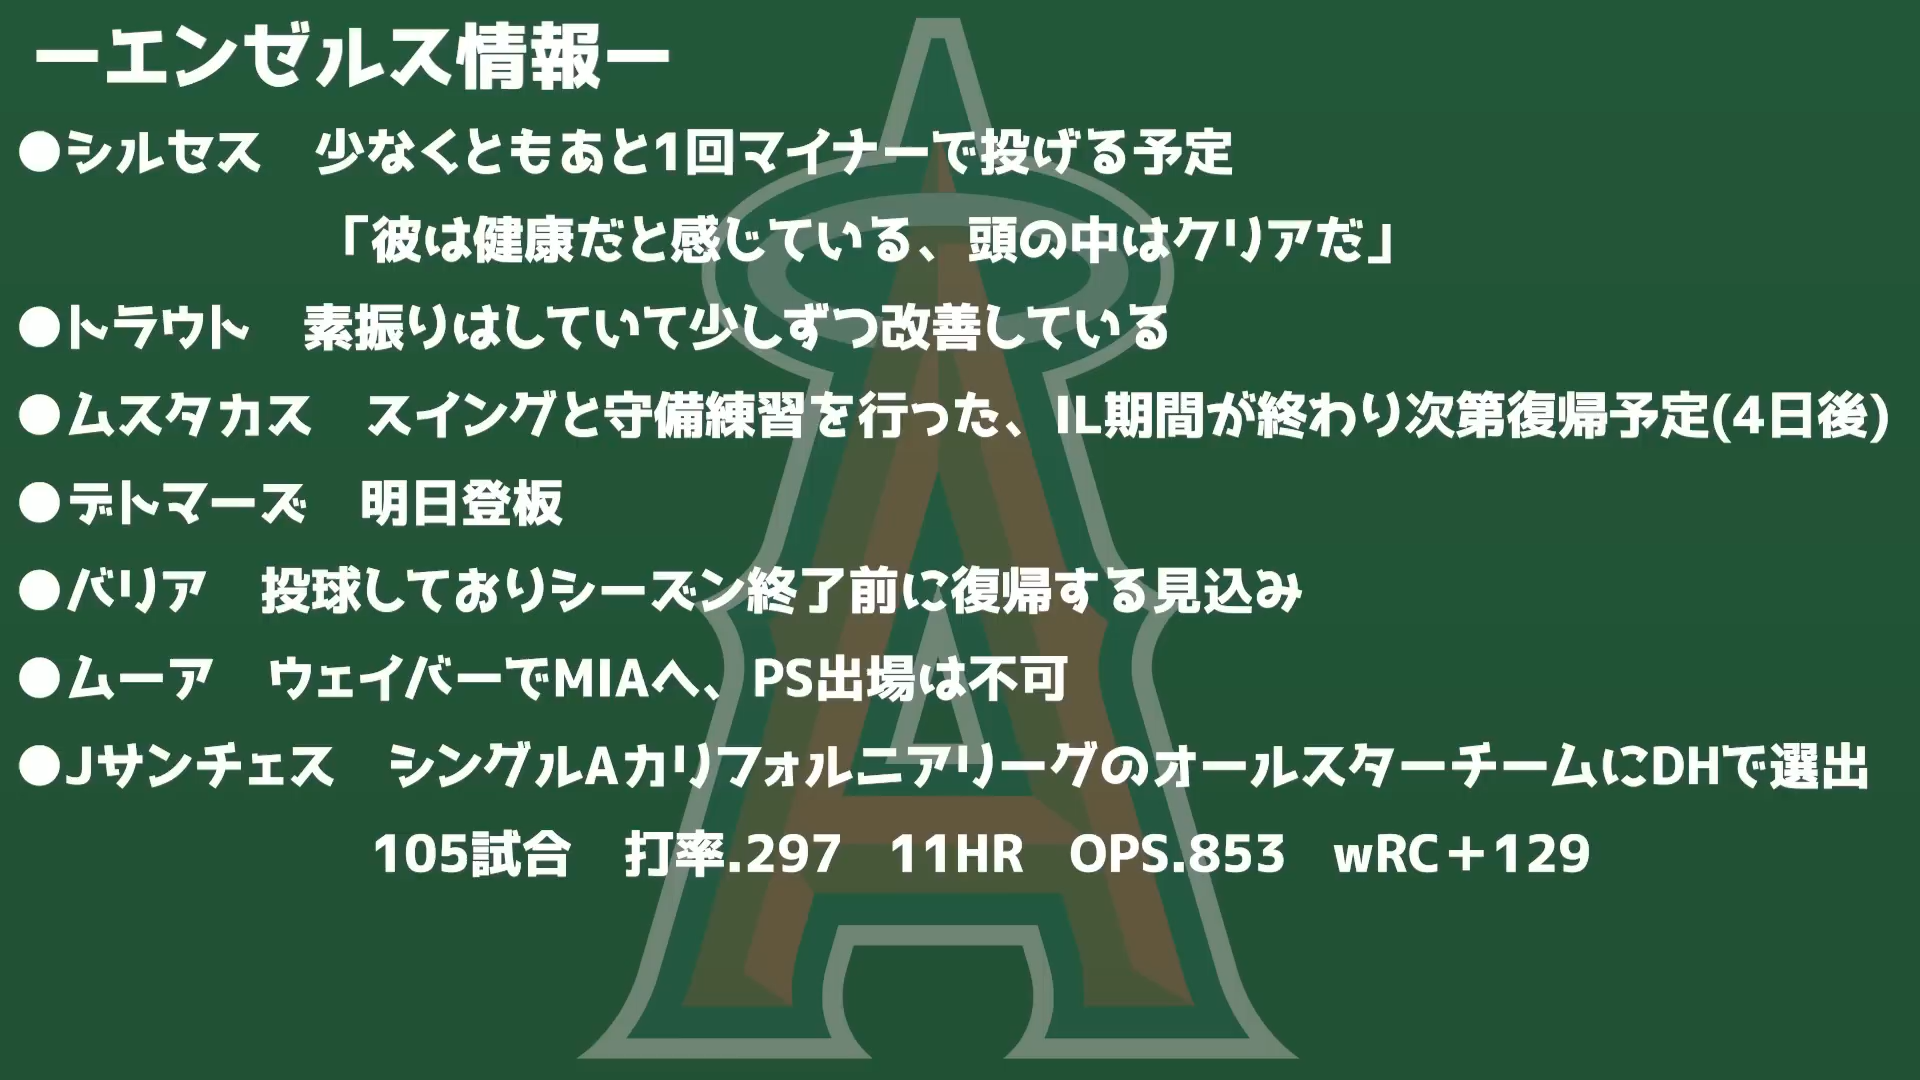 ーエンゼルス情報ー
●シルセス　少なくともあと1回マイナーで投げる予定
「彼は健康だと感じている、頭の中はクリアだ」
●トラウト　素振りはしていて少しずつ改善している
●ムスタカス　スイングと守備練習を行った、IL期間が終わり次第復帰予定(4日後)
●デトマーズ　明日登板
●バリア　投球しておりシーズン終了前に復帰する見込み
●ムーア　ウェイバーでMIAへ、PS出場は不可
●Jサンチェス　シングルAカリフォルニアリーグのオールスターチームにDHで選出
105試合　打率.297　11HR　OPS.853　wRC＋129